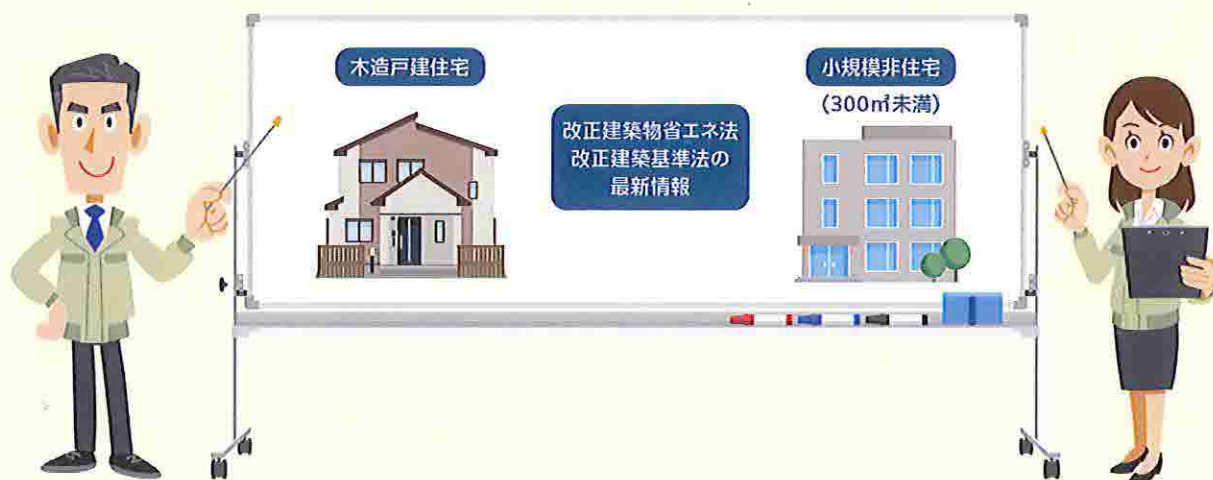 木造戸建住宅
小規模非住宅
(300㎡未満)
改正建築物省エネ法
改正建築基準法の
最新情報